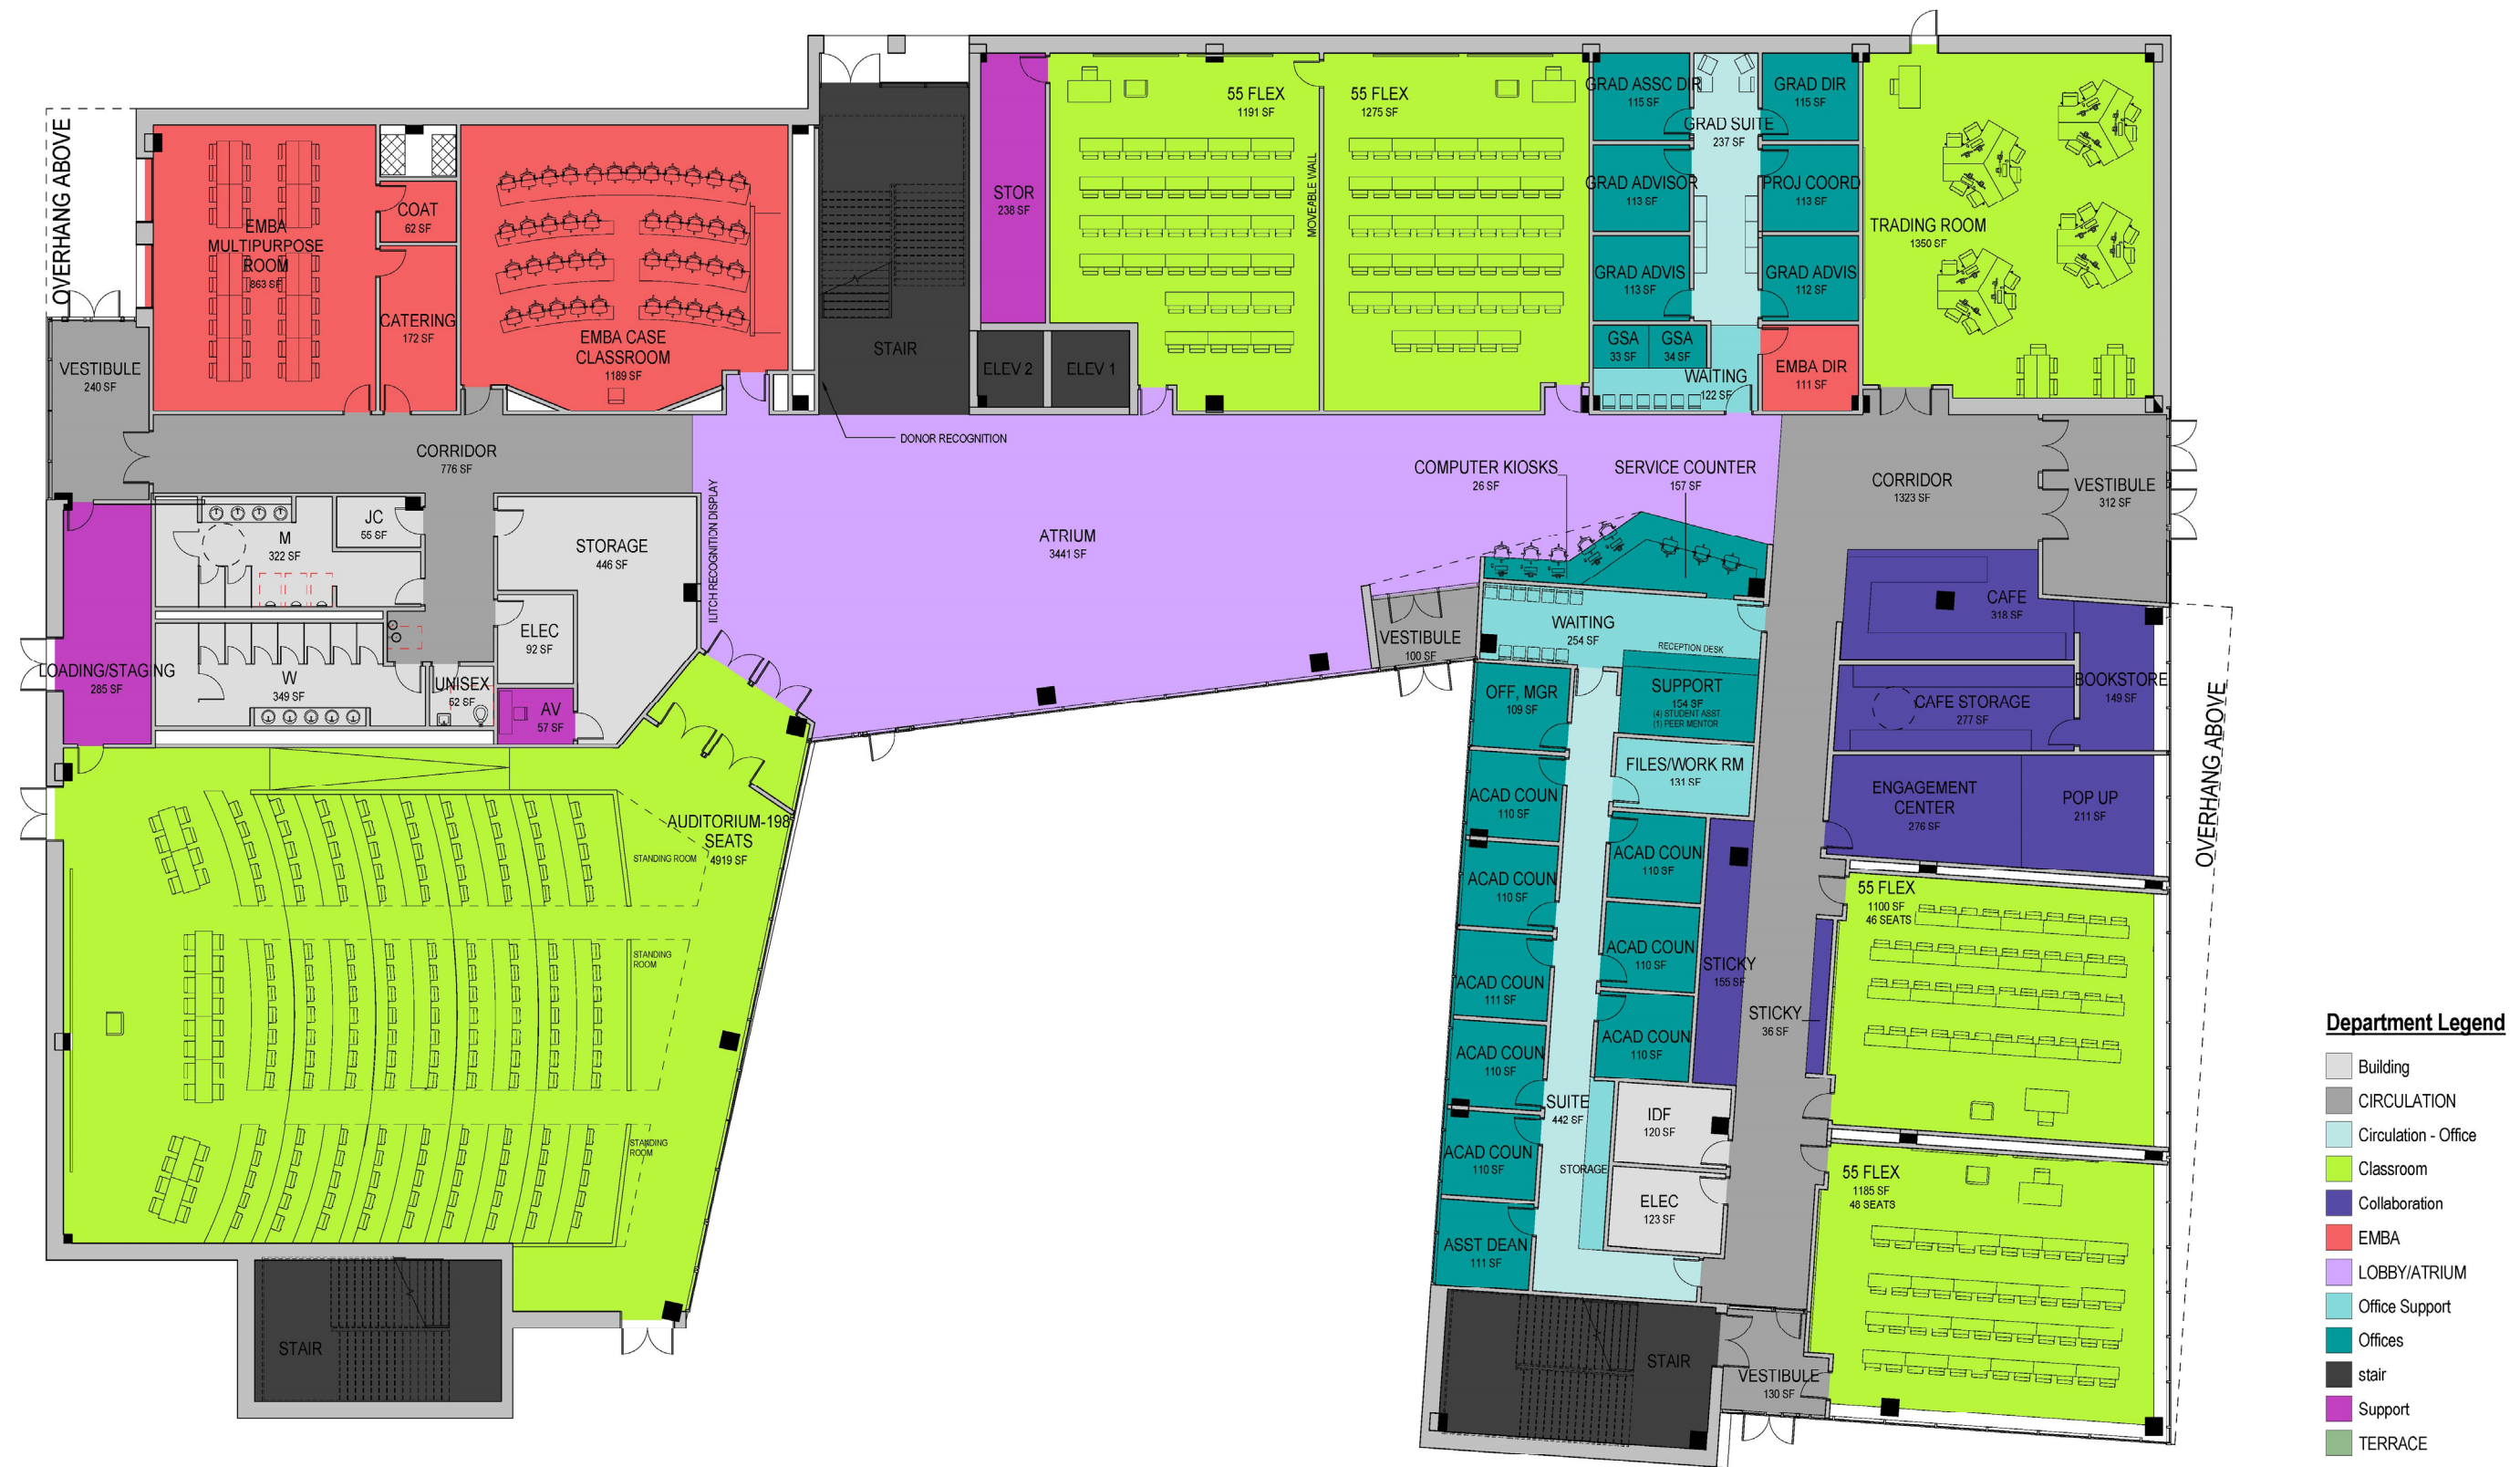 OVERHANG ABOVE
EMBA
MULTIPURPOSE
ROOM
863 SF
COAT
62 SF
CATERING
172 SF
EMBA CASE
CLASSROOM
1189 SF
VESTIBULE
240 SF
STAIR
STOR
238 SF
ELEV 2
ELEV 1
55 FLEX
1191 SF
MOVEABLE WALL
55 FLEX
1275 SF
GRAD ASSC DIR
115 SF
GRAD SUITE
237 SF
GRAD DIR
115 SF
GRAD ADVISOR
113 SF
PROJ COORD
113 SF
GRAD ADVIS
113 SF
GRAD ADVIS
112 SF
GSA
33 SF
GSA
34 SF
WAITING
122 SF
EMBA DIR
111 SF
TRADING ROOM
1350 SF
CORRIDOR
776 SF
DONOR RECOGNITION
ILITCH RECOGNITION DISPLAY
ATRIUM
3441 SF
COMPUTER KIOSKS
26 SF
SERVICE COUNTER
157 SF
CORRIDOR
1323 SF
VESTIBULE
312 SF
M
322 SF
JC
55 SF
STORAGE
446 SF
ELEC
92 SF
LOADING/STAGING
285 SF
W
349 SF
UNISEX
52 SF
AV
57 SF
VESTIBULE
100 SF
WAITING
254 SF
RECEPTION DESK
OFF, MGR
109 SF
SUPPORT
154 SF
(4) STUDENT ASST.
(1) PEER MENTOR
FILES/WORK RM
131 SF
CAFE
318 SF
CAFE STORAGE
277 SF
BOOKSTORE
149 SF
ENGAGEMENT
CENTER
276 SF
POP UP
211 SF
OVERHANG ABOVE
AUDITORIUM-198
SEATS
4919 SF
STANDING ROOM
STANDING
ROOM
STANDING
ROOM
ACAD COUN
110 SF
ACAD COUN
110 SF
ACAD COUN
110 SF
ACAD COUN
110 SF
ACAD COUN
111 SF
ACAD COUN
110 SF
ACAD COUN
110 SF
ACAD COUN
110 SF
STICKY
155 SF
STICKY
36 SF
55 FLEX
1100 SF
46 SEATS
SUITE
442 SF
STORAGE
IDF
120 SF
ELEC
123 SF
ASST DEAN
111 SF
55 FLEX
1185 SF
48 SEATS
STAIR
STAIR
VESTIBULE
130 SF
Department Legend
Building
CIRCULATION
Circulation - Office
Classroom
Collaboration
EMBA
LOBBY/ATRIUM
Office Support
Offices
stair
Support
TERRACE